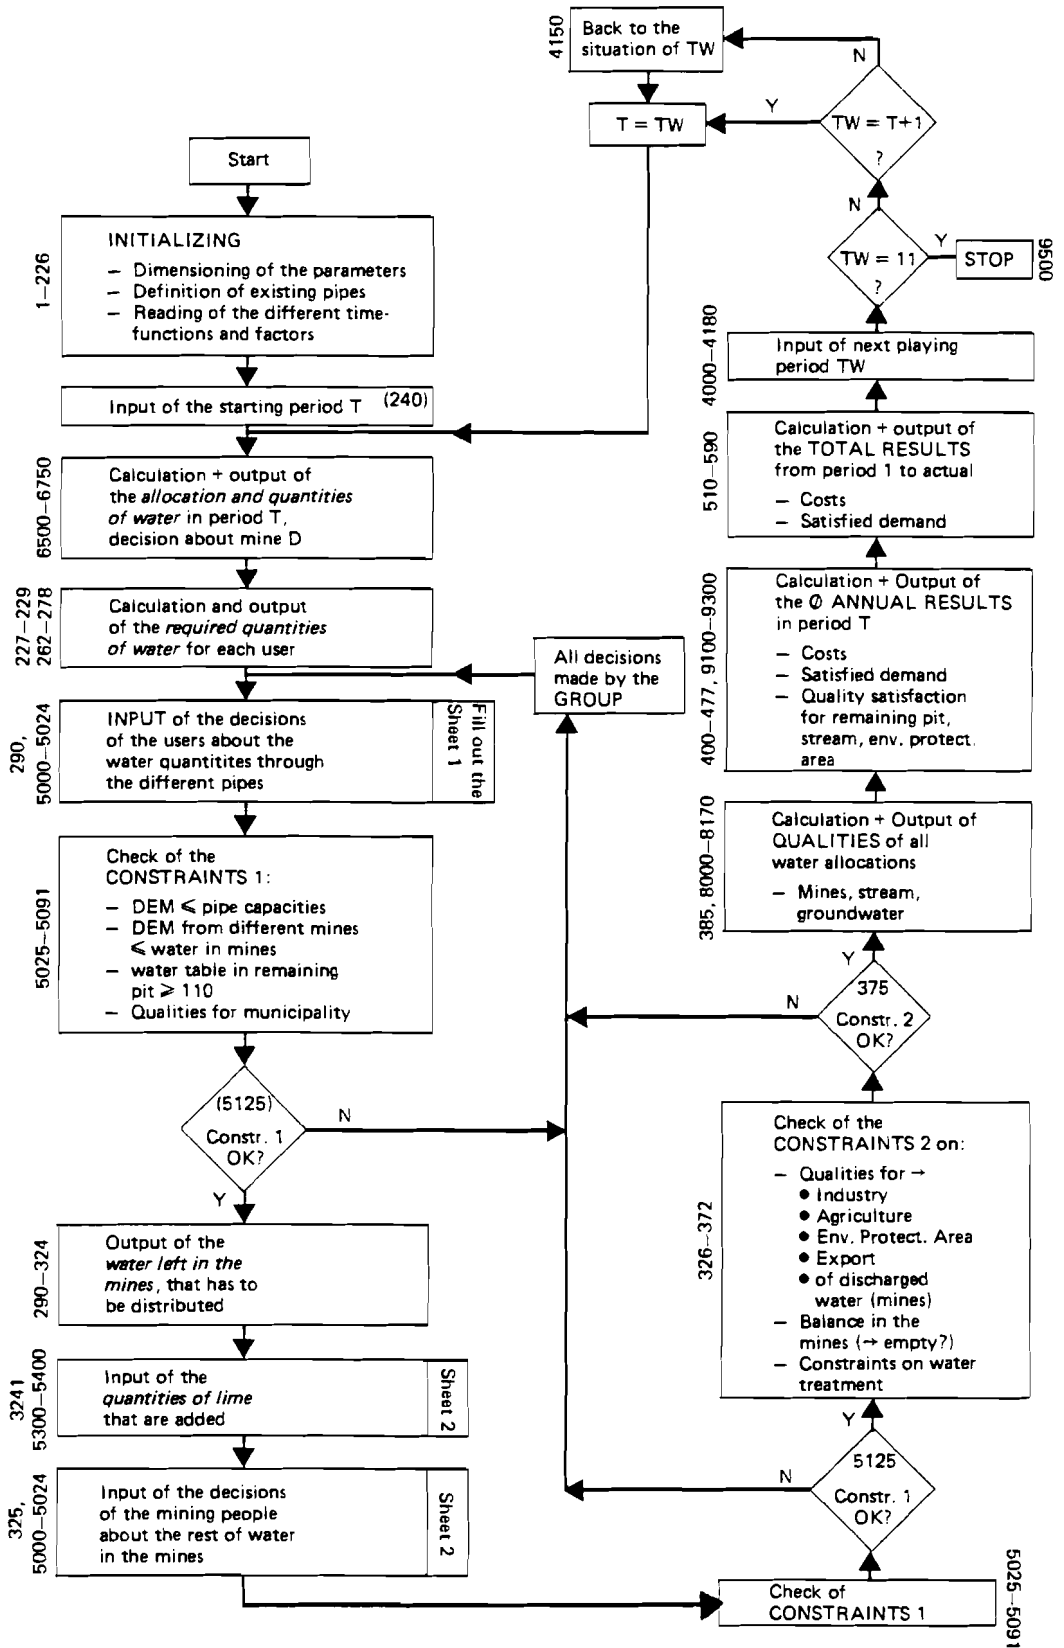 Start
1–226
INITIALIZING
– Dimensioning of the parameters
– Definition of existing pipes
– Reading of the different time-
functions and factors
Input of the starting period T (240)
6500–6750
Calculation + output of
the allocation and quantities
of water in period T,
decision about mine D
227–229
262–278
Calculation and output
of the required quantities
of water for each user
290,
5000–5024
INPUT of the decisions
of the users about the
water quantitites through
the different pipes
Fill out the
Sheet 1
5025–5091
Check of the
CONSTRAINTS 1:
– DEM ⩽ pipe capacities
– DEM from different mines
⩽ water in mines
– water table in remaining
pit ⩾ 110
– Qualities for municipality
(5125)
Constr. 1
OK?
N
Y
290–324
Output of the
water left in the
mines, that has to
be distributed
3241
5300–5400
Input of the
quantities of lime
that are added
Sheet 2
325,
5000–5024
Input of the decisions
of the mining people
about the rest of water
in the mines
Sheet 2
All decisions
made by the
GROUP
5025–5091
Check of
CONSTRAINTS 1
5125
Constr. 1
OK?
N
Y
326–372
Check of the
CONSTRAINTS 2 on:
– Qualities for →
● Industry
● Agriculture
● Env. Protect. Area
● Export
● of discharged
water (mines)
– Balance in the
mines (→ empty?)
– Constraints on water
treatment
375
Constr. 2
OK?
N
Y
385, 8000–8170
Calculation + Output of
QUALITIES of all
water allocations
– Mines, stream,
groundwater
400–477, 9100–9300
Calculation + Output of
the Ø ANNUAL RESULTS
in period T
– Costs
– Satisfied demand
– Quality satisfaction
for remaining pit,
stream, env. protect.
area
510–590
Calculation + output of
the TOTAL RESULTS
from period 1 to actual
– Costs
– Satisfied demand
4000–4180
Input of next playing
period TW
TW = 11
?
Y
STOP
9500
N
TW = T+1
?
N
Y
4150
Back to the
situation of TW
T = TW